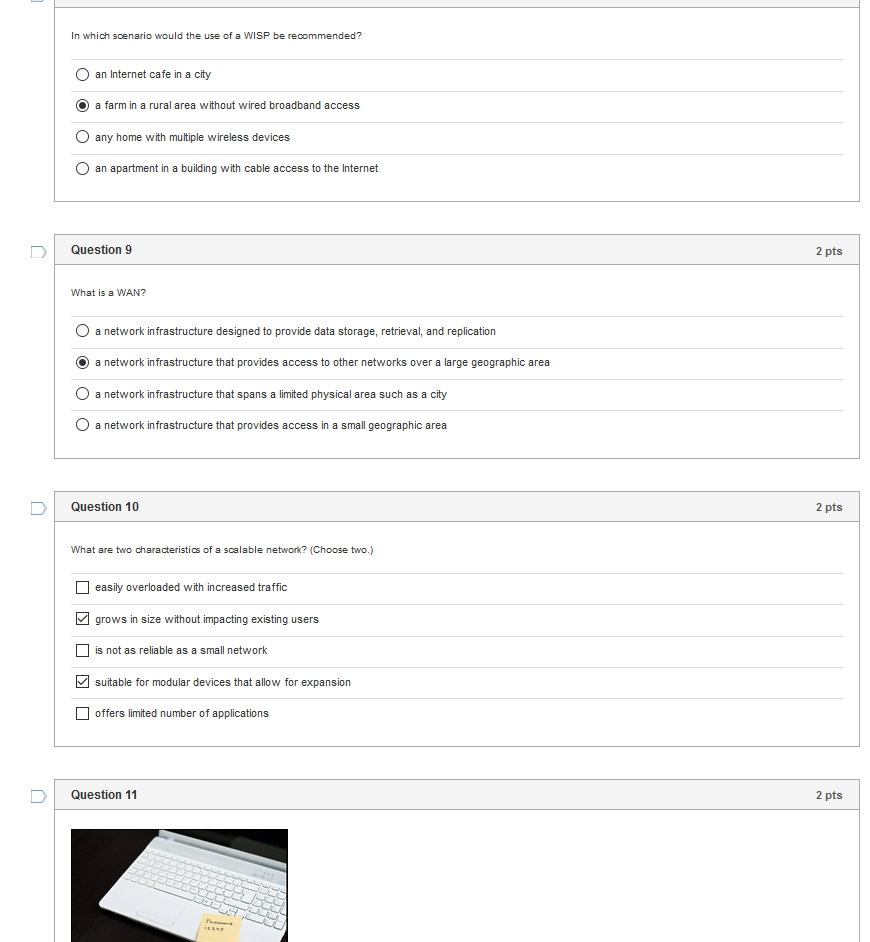 In which scenario would the use of a WISP be recommended?
an Internet cafe in a city
a farm in a rural area without wired broadband access
any home with multiple wireless devices
an apartment in a building with cable access to the Internet
Question 9
2 pts
What is a WAN?
a network infrastructure designed to provide data storage, retrieval, and replication
a network infrastructure that provides access to other networks over a large geographic area
a network infrastructure that spans a limited physical area such as a city
a network infrastructure that provides access in a small geographic area
Question 10
2 pts
What are two characteristics of a scalable network? (Choose two.)
easily overloaded with increased traffic
grows in size without impacting existing users
is not as reliable as a small network
suitable for modular devices that allow for expansion
offers limited number of applications
Question 11
2 pts
Password
12345